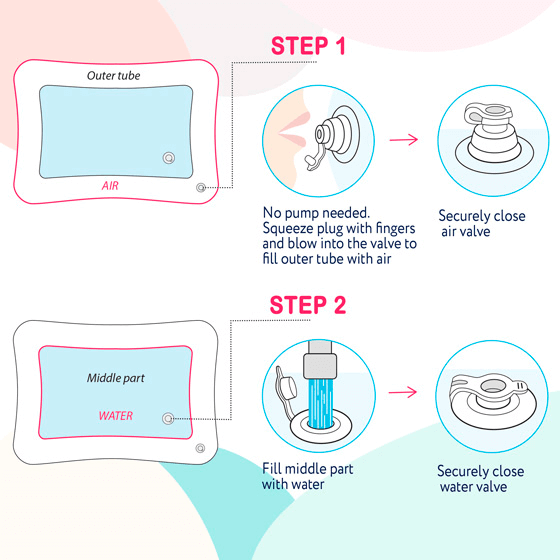 STEP 1
Outer tube
AIR
No pump needed.
Squeeze plug with fingers
and blow into the valve to
fill outer tube with air
Securely close
air valve
STEP 2
Middle part
WATER
Fill middle part
with water
Securely close
water valve